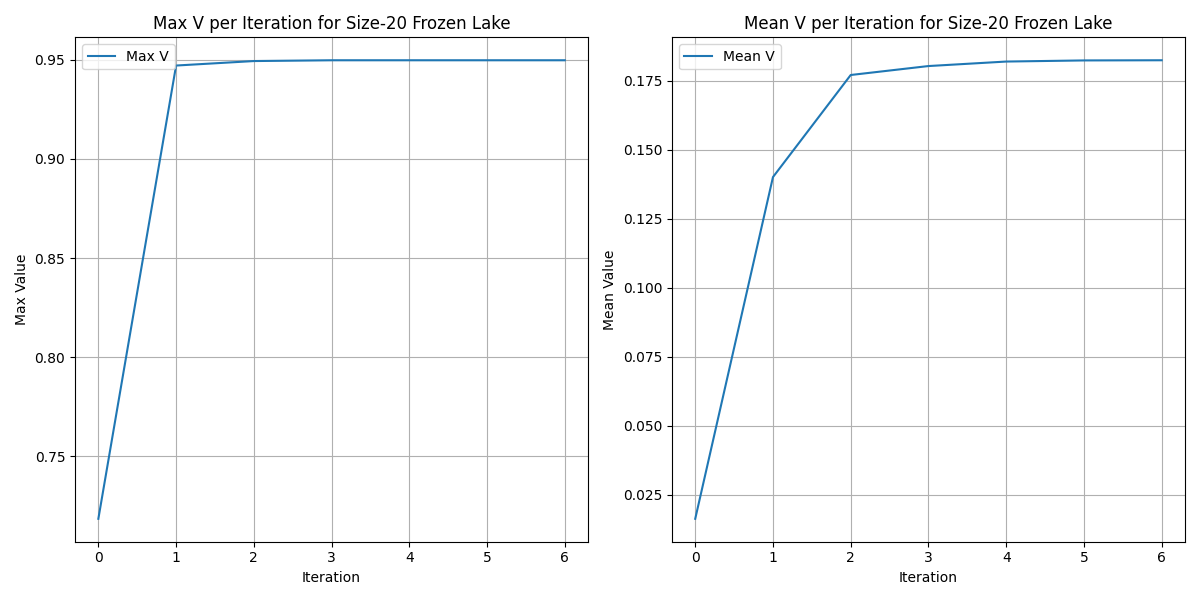 Max V per Iteration for Size-20 Frozen Lake
Max V
0.95
0.90
0.85
0.80
0.75
Max Value
0 1 2 3 4 5 6
Iteration
Mean V per Iteration for Size-20 Frozen Lake
Mean V
0.175
0.150
0.125
0.100
0.075
0.050
0.025
Mean Value
0 1 2 3 4 5 6
Iteration